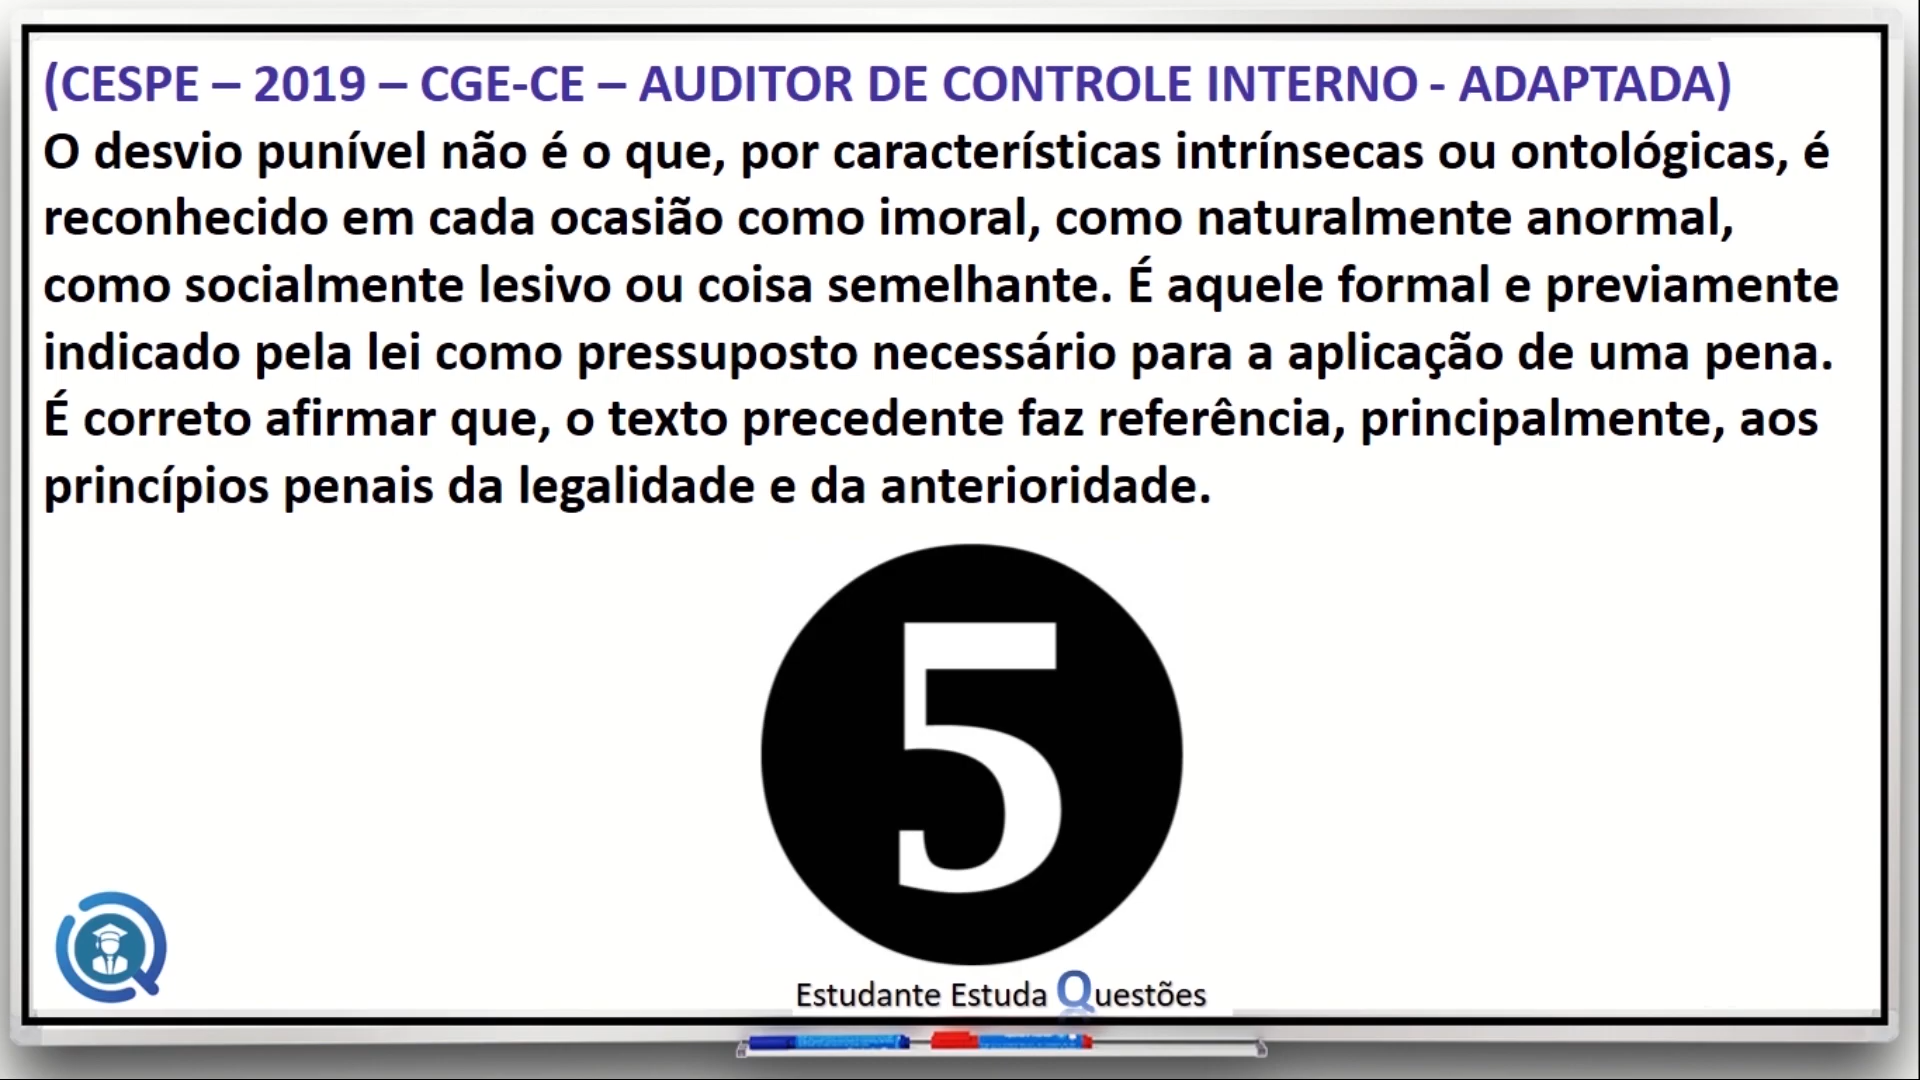 (CESPE – 2019 – CGE-CE – AUDITOR DE CONTROLE INTERNO - ADAPTADA)
O desvio punível não é o que, por características intrínsecas ou ontológicas, é
reconhecido em cada ocasião como imoral, como naturalmente anormal,
como socialmente lesivo ou coisa semelhante. É aquele formal e previamente
indicado pela lei como pressuposto necessário para a aplicação de uma pena.
É correto afirmar que, o texto precedente faz referência, principalmente, aos
princípios penais da legalidade e da anterioridade.
5
Estudante Estuda Questões